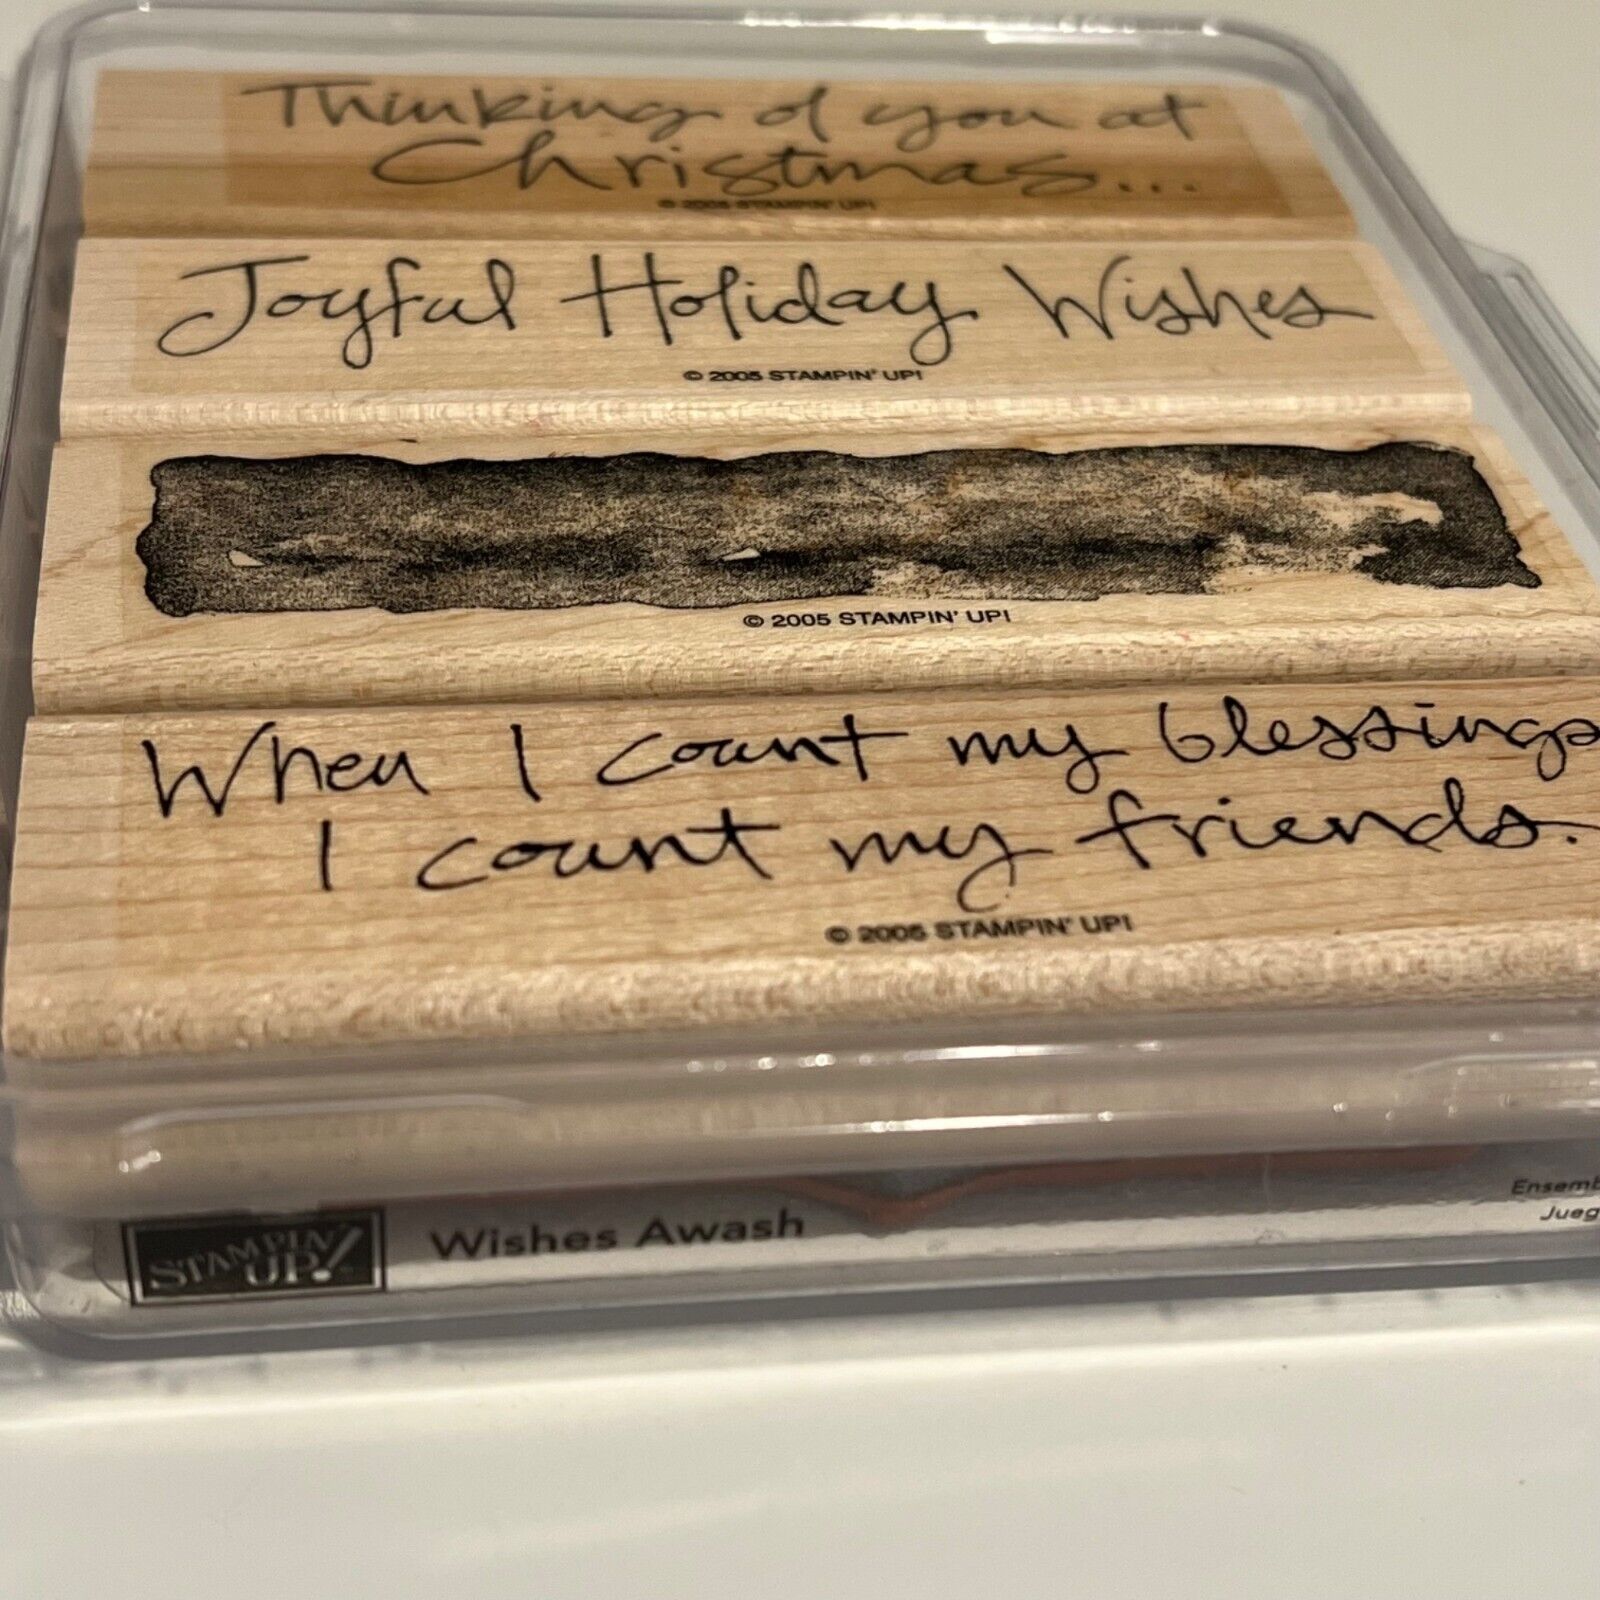 Thinking of you at
Christmas...
© 2005 STAMPIN' UP!
Joyful Holiday Wishes
© 2005 STAMPIN' UP!
© 2005 STAMPIN' UP!
When I count my blessings
I count my friends.
© 2005 STAMPIN' UP!
STAMPIN'
UP!
Wishes Awash